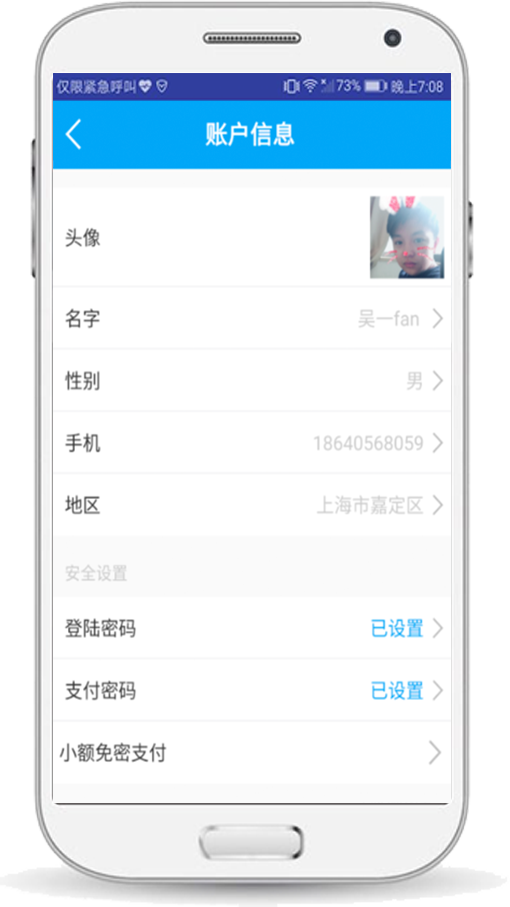 仅限紧急呼叫 73% 晚上7:08
账户信息
头像
名字 吴一fan
性别 男
手机 18640568059
地区 上海市嘉定区
安全设置
登陆密码 已设置
支付密码 已设置
小额免密支付